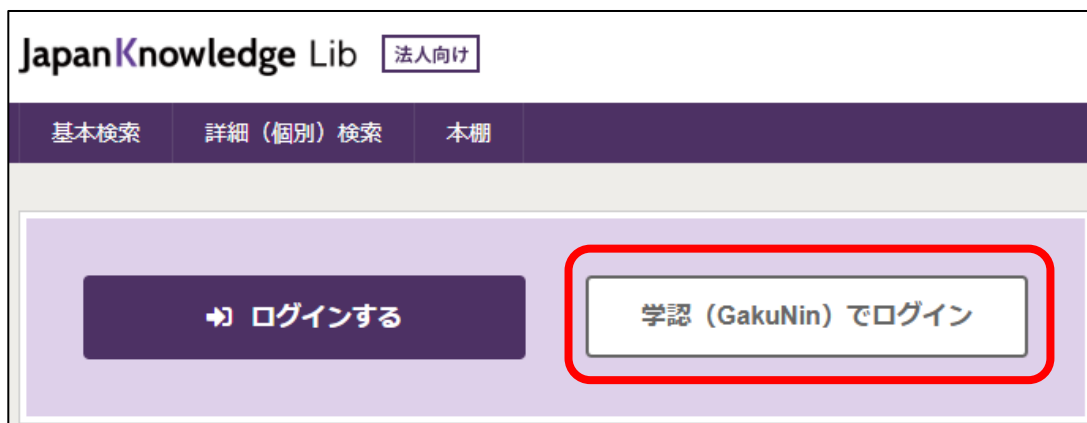 JapanKnowledge Lib 法人向け
基本検索 詳細（個別）検索 本棚
ログインする 学認（GakuNin）でログイン